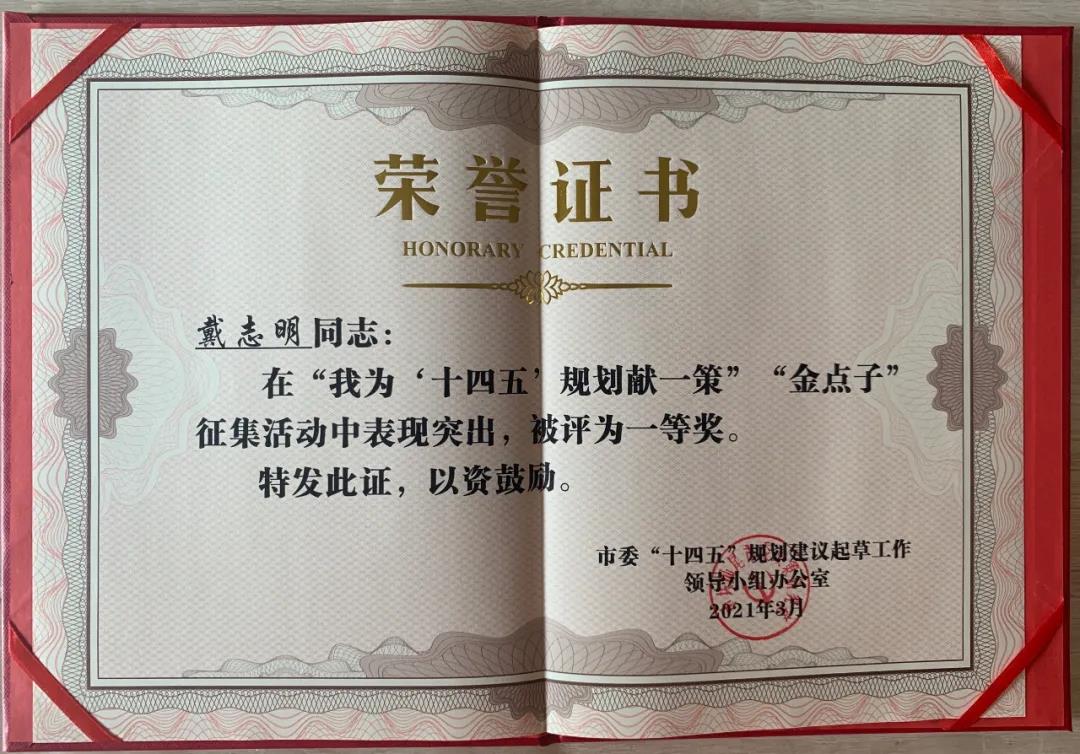 荣誉证书
HONORARY CREDENTIAL
戴志明同志：
在“我为‘十四五’规划献一策”“金点子”
征集活动中表现突出，被评为一等奖。
特发此证，以资鼓励。
市委“十四五”规划建议起草工作
领导小组办公室
2021年3月